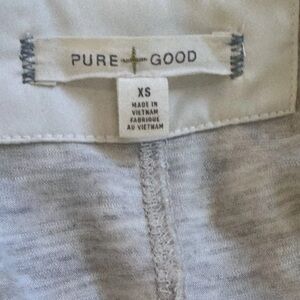 PURE + GOOD
XS
MADE IN
VIETNAM
FABRIQUE
AU VIETNAM